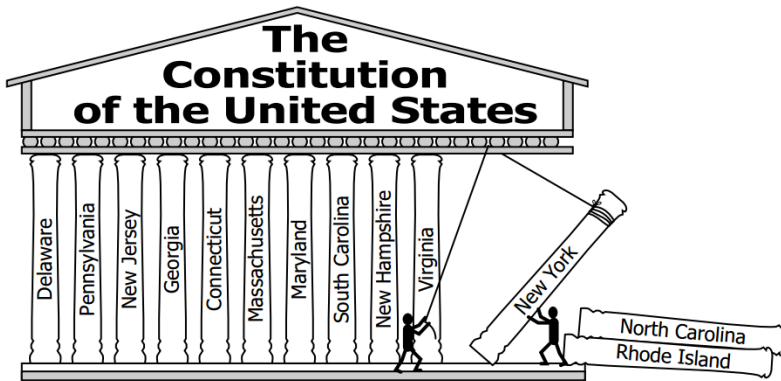 The
Constitution
of the United States
Delaware
Pennsylvania
New Jersey
Georgia
Connecticut
Massachusetts
Maryland
South Carolina
New Hampshire
Virginia
New York
North Carolina
Rhode Island